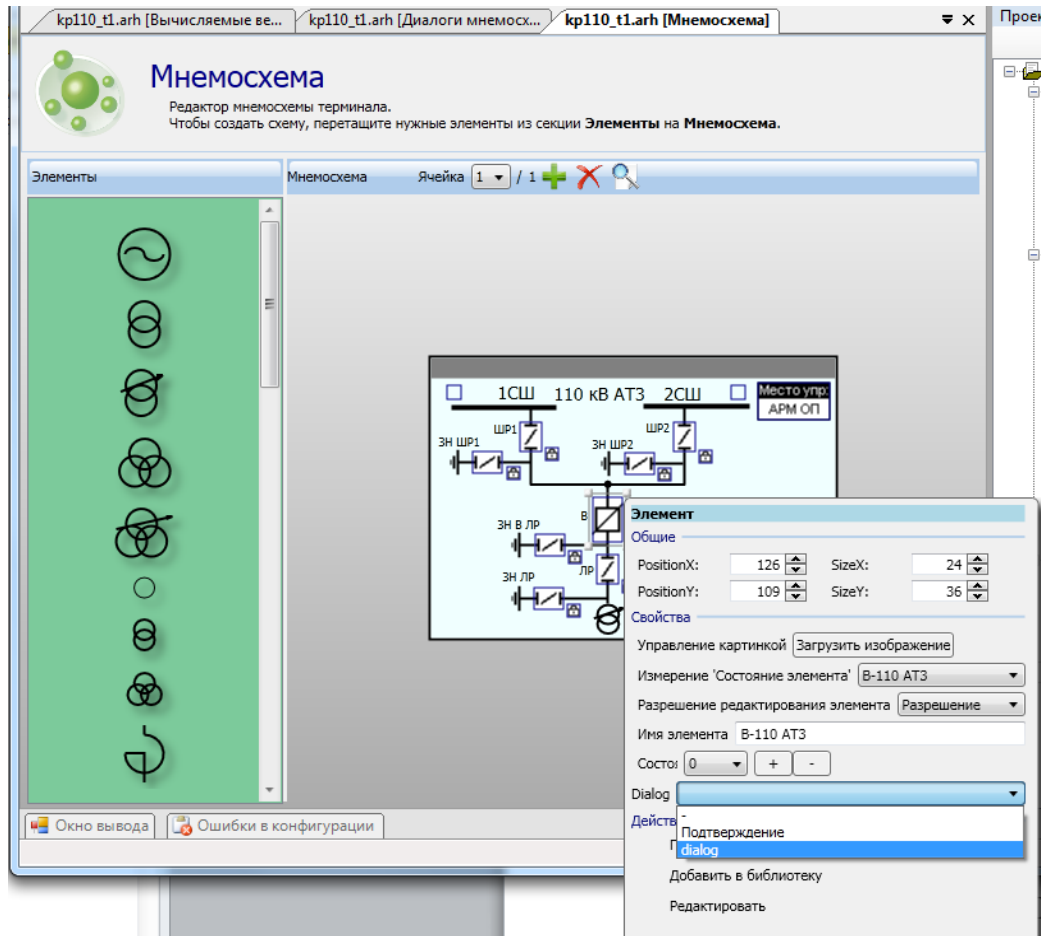 kp110_t1.arh [Вычисляемые ве...
kp110_t1.arh [Диалоги мнемосх...
kp110_t1.arh [Мнемосхема]
Мнемосхема
Редактор мнемосхемы терминала.
Чтобы создать схему, перетащите нужные элементы из секции Элементы на Мнемосхема.
Элементы
Мнемосхема Ячейка 1 / 1
1СШ 110 кВ АТ3 2СШ
Место упр:
АРМ ОП
ШР1
ШР2
ЗН ШР1
ЗН ШР2
В
ЗН В ЛР
ЛР
ЗН ЛР
Элемент
Общие
PositionX: 126 SizeX: 24
PositionY: 109 SizeY: 36
Свойства
Управление картинкой Загрузить изображение
Измерение 'Состояние элемента' В-110 АТ3
Разрешение редактирования элемента Разрешение
Имя элемента В-110 АТ3
0 + -
Dialog
-
Подтверждение
dialog
Добавить в библиотеку
Редактировать
Окно вывода
Ошибки в конфигурации